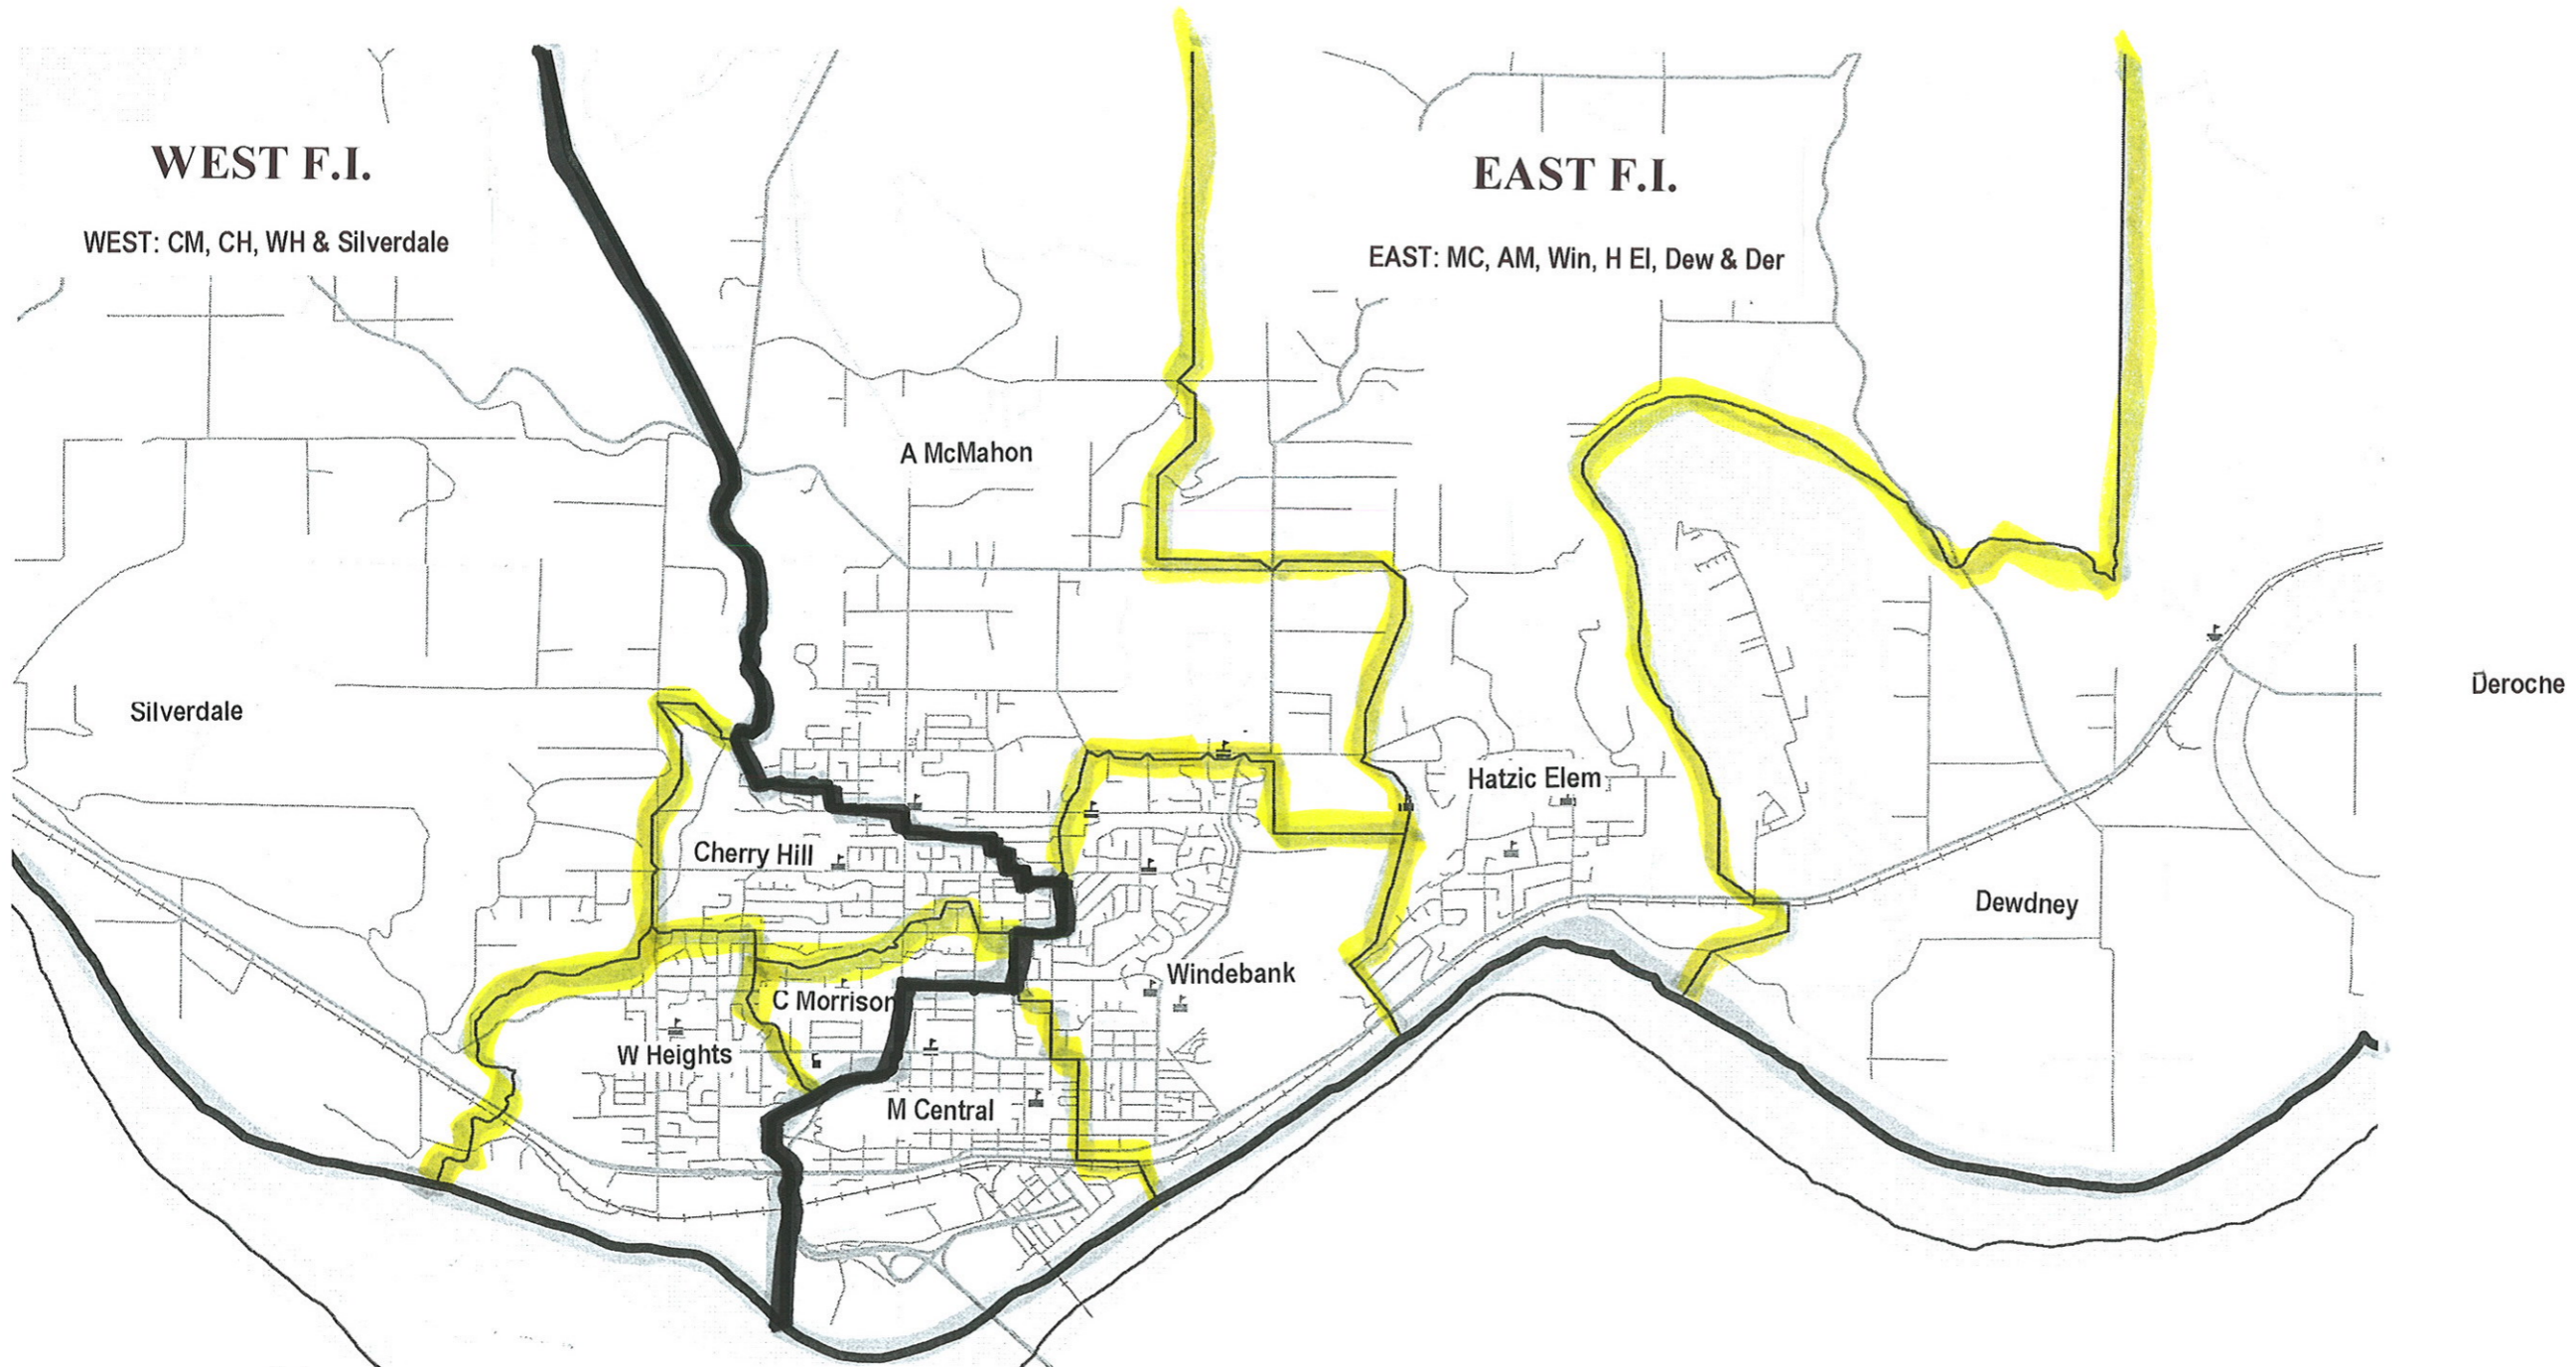 WEST F.I.
WEST: CM, CH, WH & Silverdale
EAST F.I.
EAST: MC, AM, Win, H El, Dew & Der
A McMahon
Silverdale
Deroche
Hatzic Elem
Cherry Hill
Dewdney
Windebank
C Morrison
W Heights
M Central